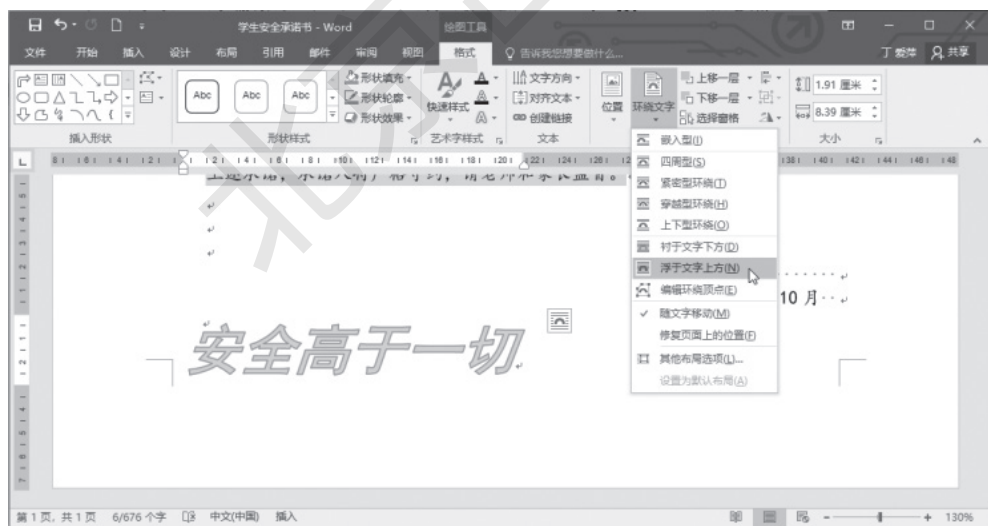 学生安全承诺书 - Word
绘图工具
文件 开始 插入 设计 布局 引用 邮件 审阅 视图 格式 告诉我您想要做什么... 共享
形状填充 形状轮廓 形状效果
Abc Abc Abc
快速样式
文字方向 对齐文本 创建链接
位置 环绕文字
上移一层 下移一层 选择窗格
1.91 厘米
8.39 厘米
插入形状 形状样式 艺术字样式 文本 大小
嵌入型(I)
四周型(S)
紧密型环绕(T)
穿越型环绕(H)
上下型环绕(O)
衬于文字下方(D)
浮于文字上方(N)
编辑环绕顶点(E)
随文字移动(M)
修复页面上的位置(F)
其他布局选项(L)...
设置为默认布局(A)
10 月
安全高于一切
第 1 页, 共 1 页 6/676 个字 中文(中国) 插入 130%
北京